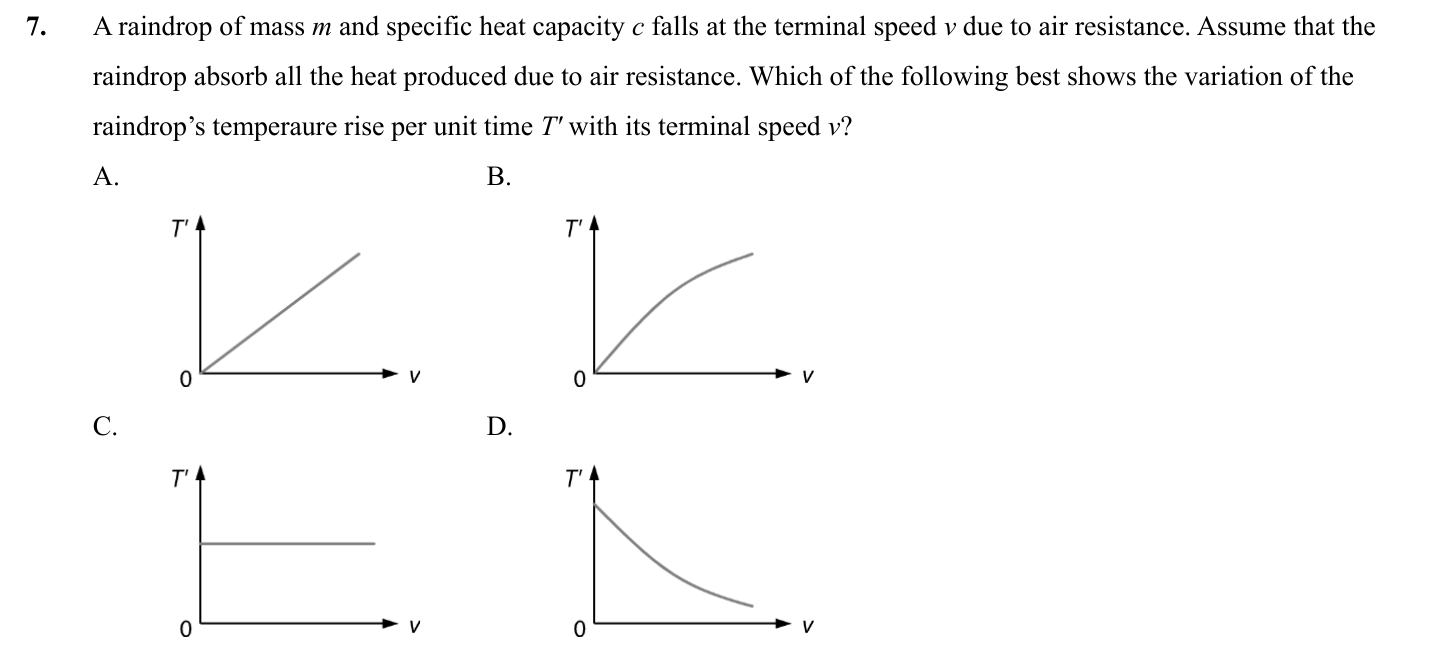 7. A raindrop of mass m and specific heat capacity c falls at the terminal speed v due to air resistance. Assume that the
raindrop absorb all the heat produced due to air resistance. Which of the following best shows the variation of the
raindrop’s temperaure rise per unit time T′ with its terminal speed v?
A. B.
T′ T′
0 v 0 v
C. D.
T′ T′
0 v 0 v